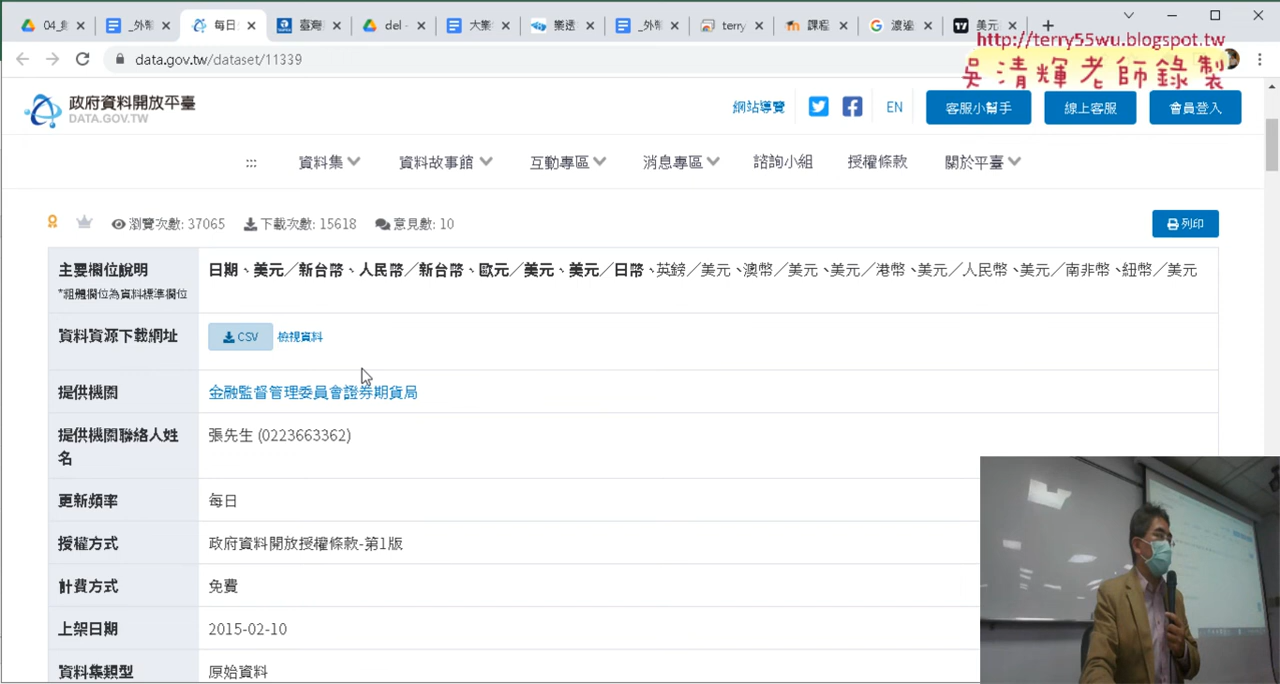 04_
_外幣
每日
臺灣
del -
大樂
樂透
_外幣
terry
課程
渡邊
美元
http://terry55wu.blogspot.tw
吳清輝老師錄製
data.gov.tw/dataset/11339
政府資料開放平臺
DATA.GOV.TW
網站導覽
EN
客服小幫手
線上客服
會員登入
:::
資料集
資料故事館
互動專區
消息專區
諮詢小組
授權條款
關於平臺
瀏覽次數: 37065
下載次數: 15618
意見數: 10
列印
主要欄位說明
*粗體欄位為資料標準欄位
日期、美元／新台幣、人民幣／新台幣、歐元／美元、美元／日幣、英鎊／美元、澳幣／美元、美元／港幣、美元／人民幣、美元／南非幣、紐幣／美元
資料資源下載網址
CSV
檢視資料
提供機關
金融監督管理委員會證券期貨局
提供機關聯絡人姓
名
張先生 (0223663362)
更新頻率
每日
授權方式
政府資料開放授權條款-第1版
計費方式
免費
上架日期
2015-02-10
資料集類型
原始資料